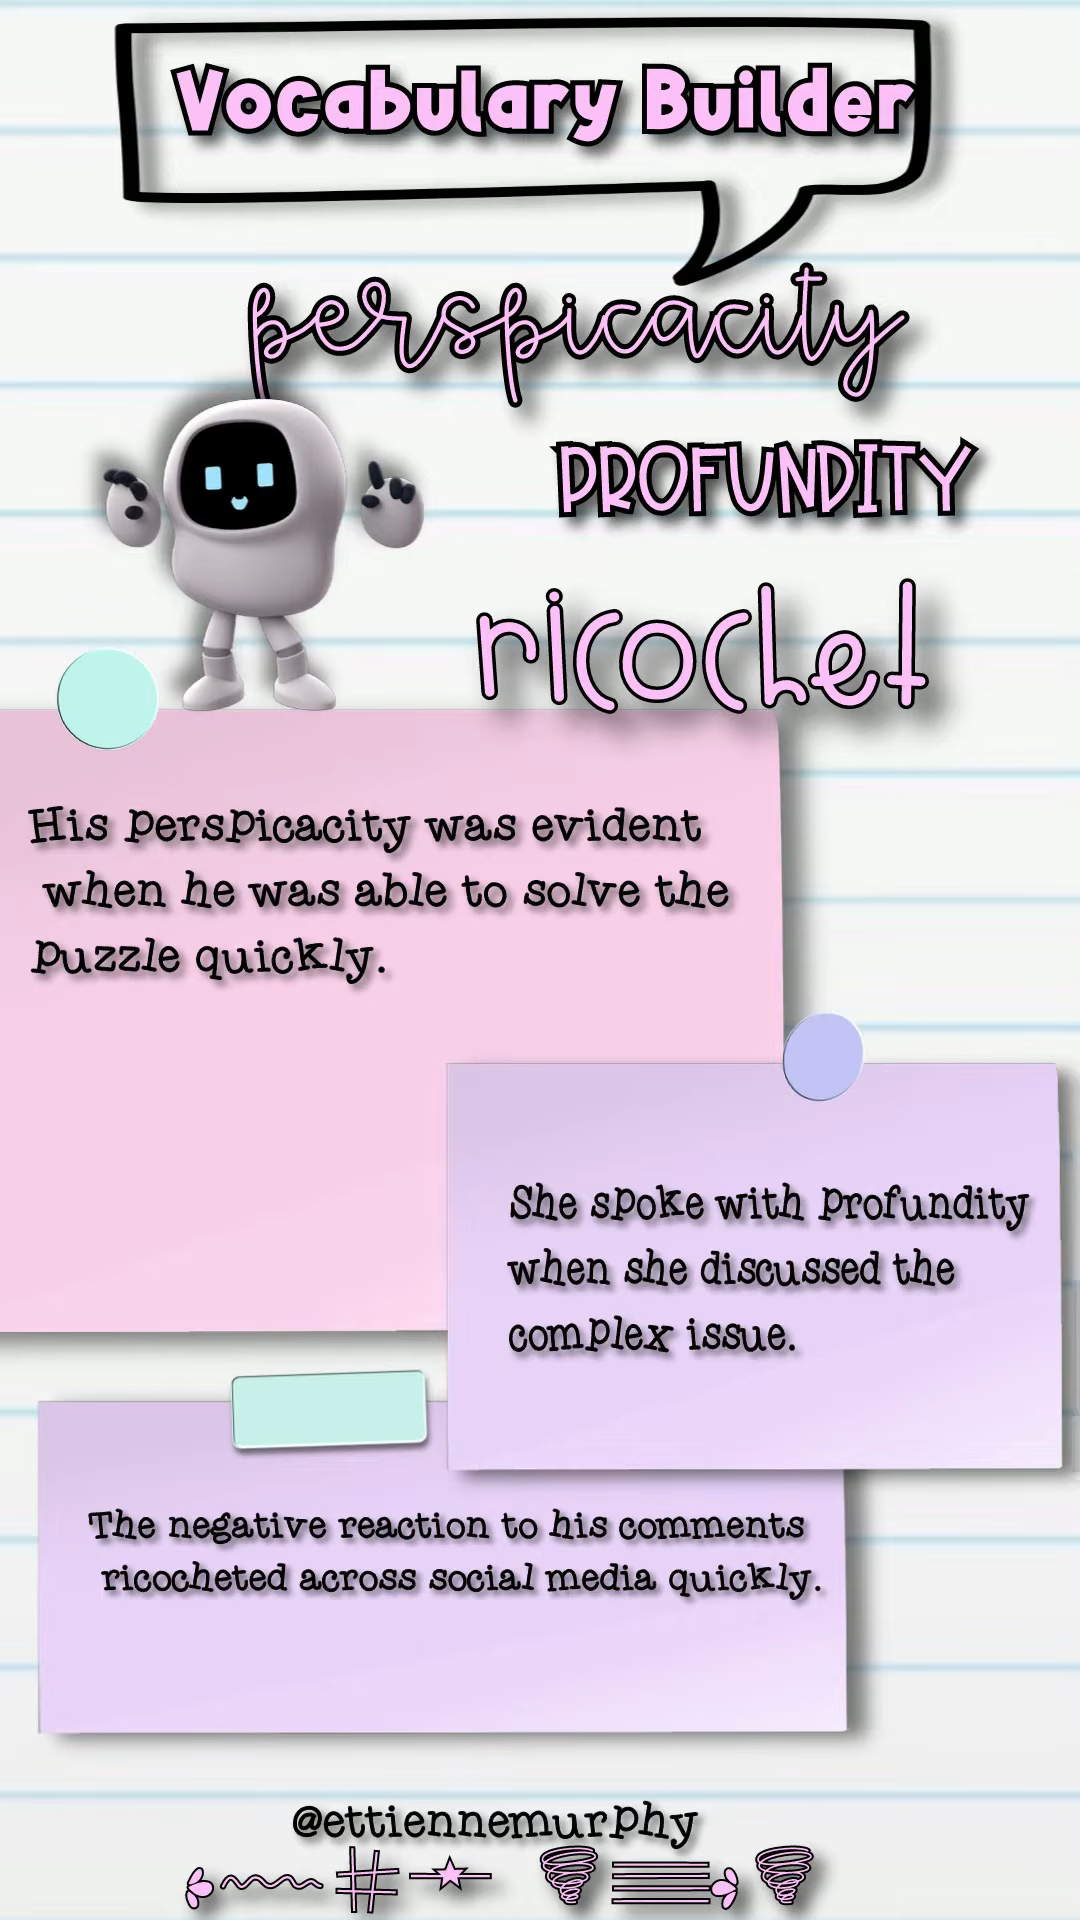 Vocabulary Builder
perspicacity
PROFUNDITY
ricochet
His perspicacity was evident
when he was able to solve the
puzzle quickly.
She spoke with profundity
when she discussed the
complex issue.
The negative reaction to his comments
ricocheted across social media quickly.
@ettiennemurphy